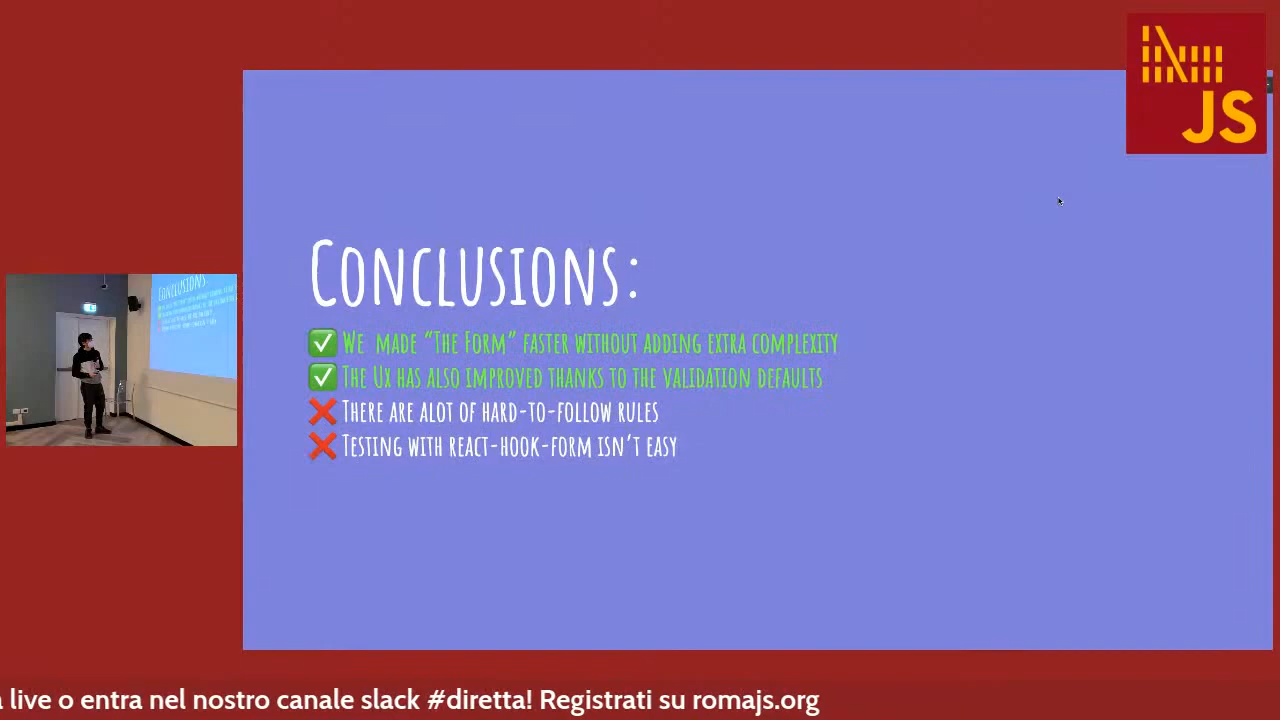 JS
Conclusions:
✅ We made “The Form” faster without adding extra complexity
✅ The Ux has also improved thanks to the validation defaults
❌ There are alot of hard-to-follow rules
❌ Testing with react-hook-form isn’t easy
Conclusions:
live o entra nel nostro canale slack #diretta! Registrati su romajs.org